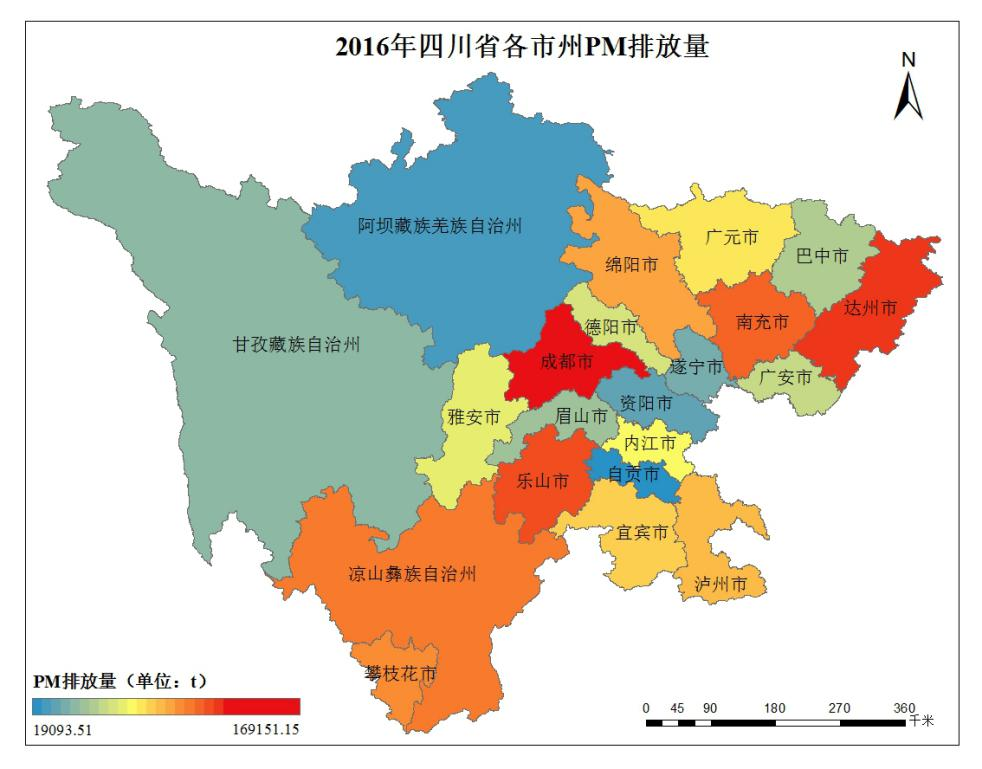 2016年四川省各市州PM排放量
N
阿坝藏族羌族自治州
广元市
巴中市
绵阳市
达州市
南充市
德阳市
甘孜藏族自治州
成都市
遂宁市
广安市
资阳市
雅安市
眉山市
内江市
自贡市
乐山市
宜宾市
凉山彝族自治州
泸州市
攀枝花市
PM排放量（单位：t）
19093.51 169151.15
0 45 90 180 270 360
千米